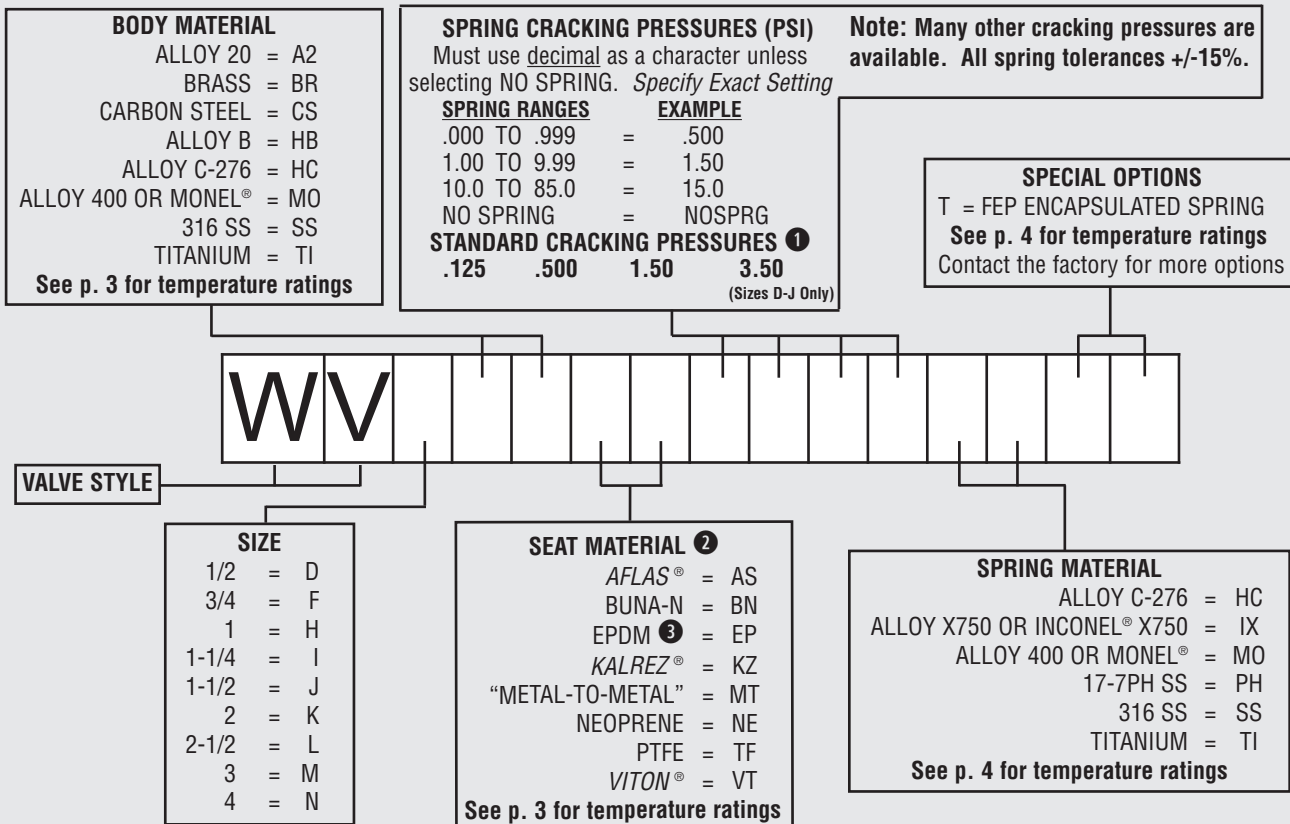 BODY MATERIAL
ALLOY 20 = A2
BRASS = BR
CARBON STEEL = CS
ALLOY B = HB
ALLOY C-276 = HC
ALLOY 400 OR MONEL® = MO
316 SS = SS
TITANIUM = TI
See p. 3 for temperature ratings
SPRING CRACKING PRESSURES (PSI)
Must use decimal as a character unless
selecting NO SPRING. Specify Exact Setting
SPRING RANGES EXAMPLE
.000 TO .999 = .500
1.00 TO 9.99 = 1.50
10.0 TO 85.0 = 15.0
NO SPRING = NOSPRG
STANDARD CRACKING PRESSURES ❶
.125 .500 1.50 3.50
(Sizes D-J Only)
Note: Many other cracking pressures are
available. All spring tolerances +/-15%.
SPECIAL OPTIONS
T = FEP ENCAPSULATED SPRING
See p. 4 for temperature ratings
Contact the factory for more options
WV
VALVE STYLE
SIZE
1/2 = D
3/4 = F
1 = H
1-1/4 = I
1-1/2 = J
2 = K
2-1/2 = L
3 = M
4 = N
SEAT MATERIAL ❷
AFLAS® = AS
BUNA-N = BN
EPDM ❸ = EP
KALREZ® = KZ
“METAL-TO-METAL” = MT
NEOPRENE = NE
PTFE = TF
VITON® = VT
See p. 3 for temperature ratings
SPRING MATERIAL
ALLOY C-276 = HC
ALLOY X750 OR INCONEL® X750 = IX
ALLOY 400 OR MONEL® = MO
17-7PH SS = PH
316 SS = SS
TITANIUM = TI
See p. 4 for temperature ratings